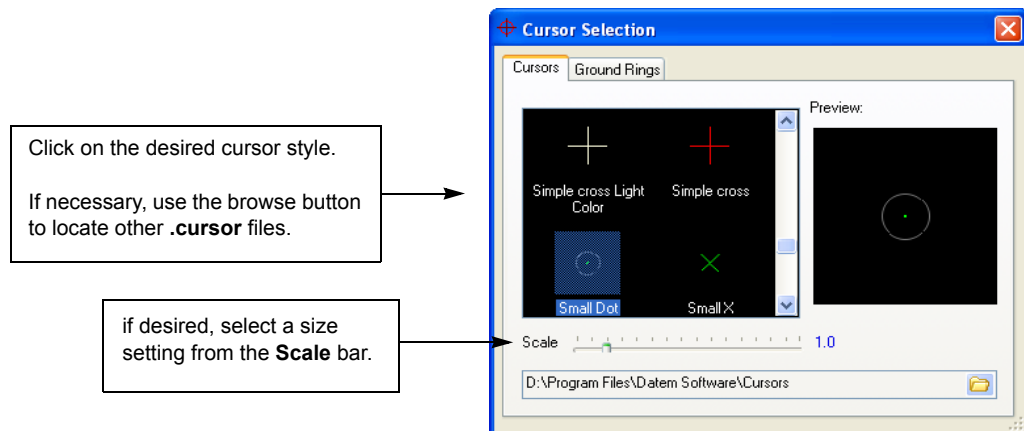 Cursor Selection
Cursors
Ground Rings
Preview:
Click on the desired cursor style.
If necessary, use the browse button
to locate other .cursor files.
Simple cross Light
Color
Simple cross
Small Dot
Small X
if desired, select a size
setting from the Scale bar.
Scale
1.0
D:\Program Files\Datem Software\Cursors